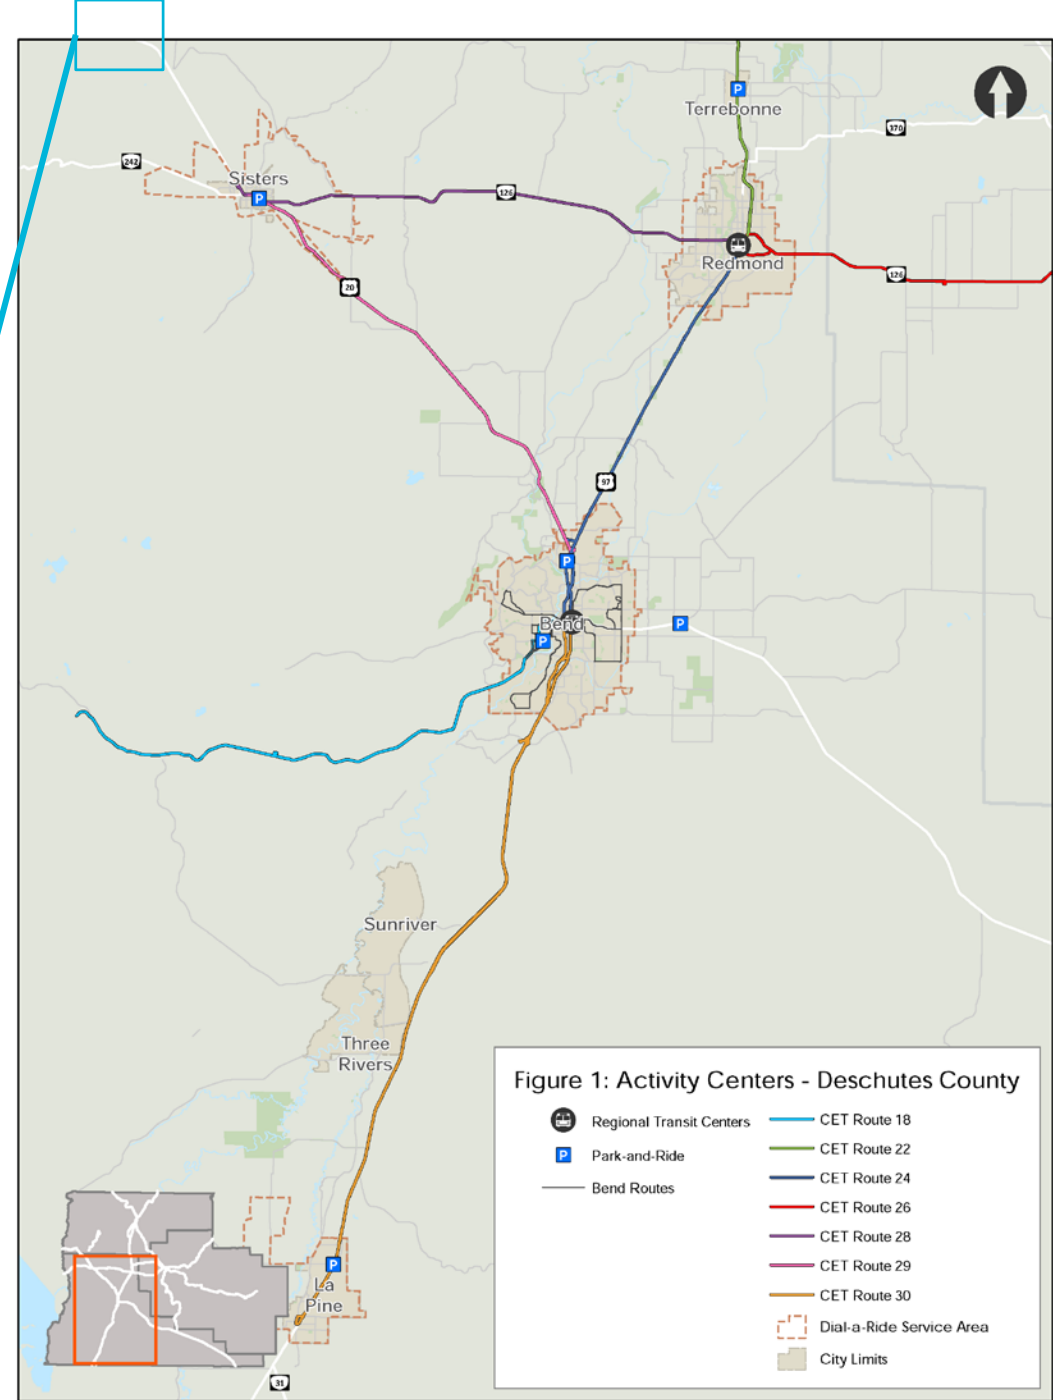 Terrebonne
370
242
Sisters
126
Redmond
126
20
97
Bend
Sunriver
Three
Rivers
La
Pine
31
Figure 1: Activity Centers - Deschutes County
Regional Transit Centers
Park-and-Ride
Bend Routes
CET Route 18
CET Route 22
CET Route 24
CET Route 26
CET Route 28
CET Route 29
CET Route 30
Dial-a-Ride Service Area
City Limits
P
P
P
P
P
P
P